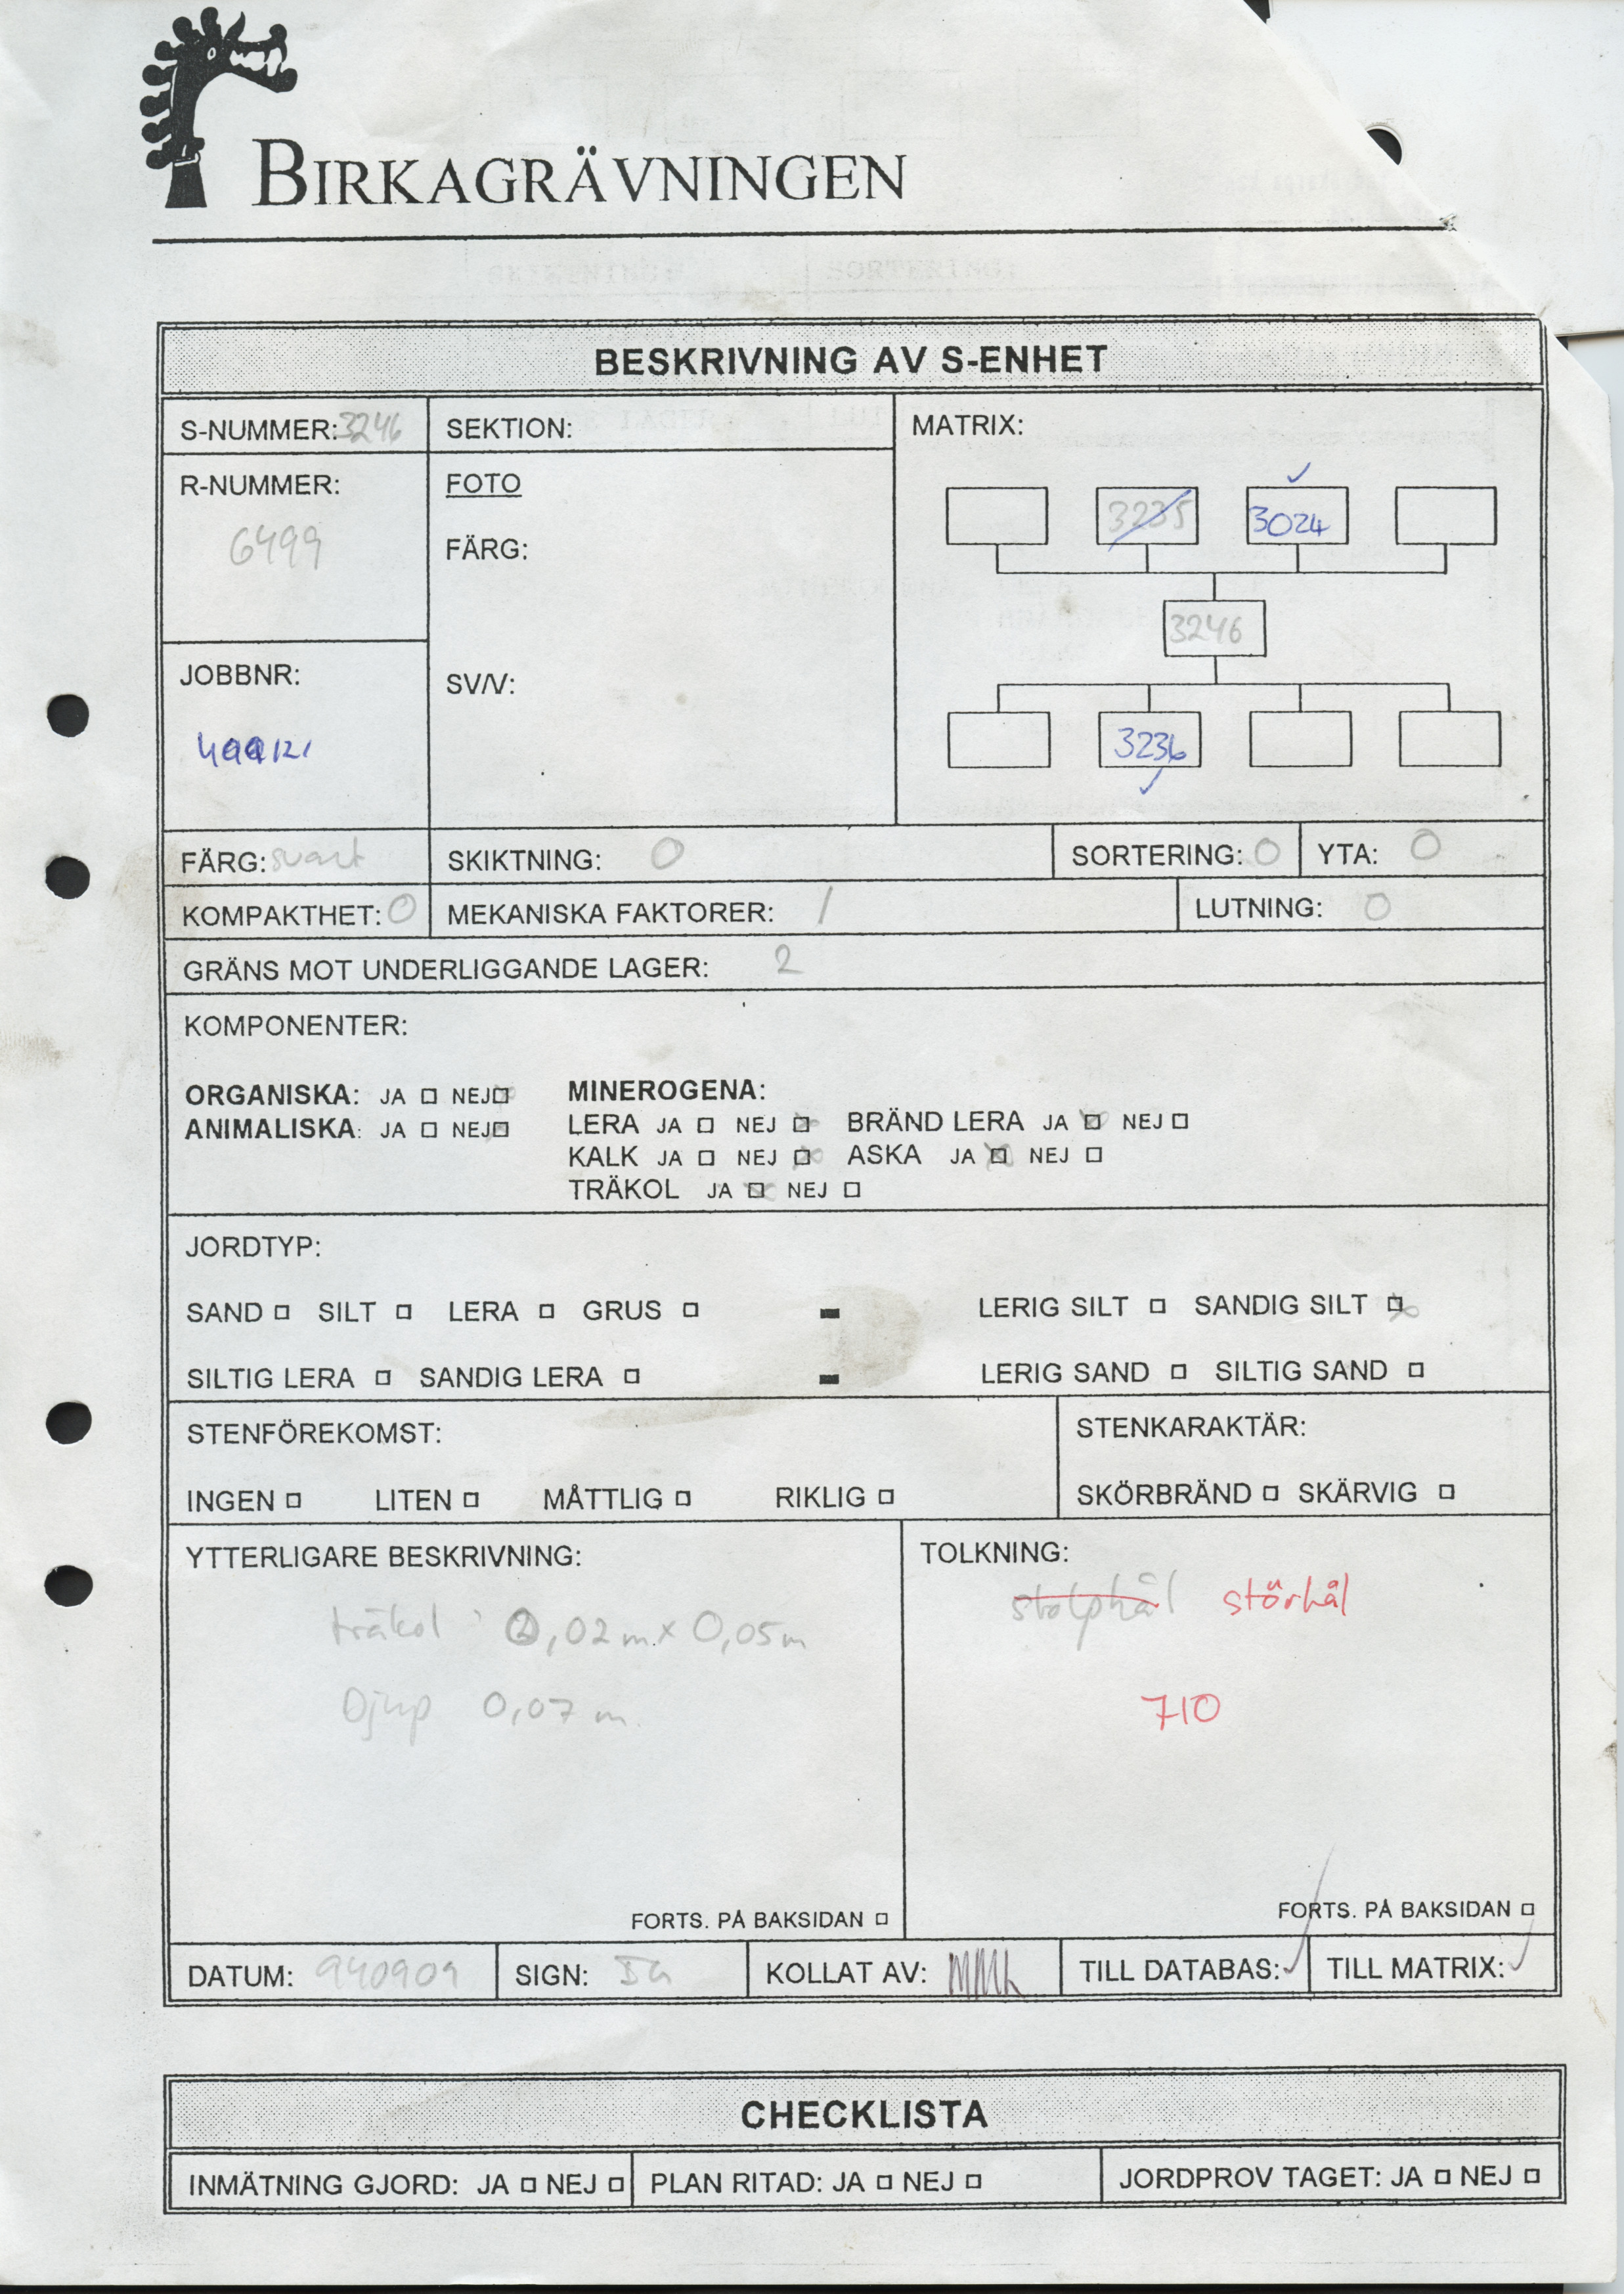 BIRKAGRÄVNINGEN
BESKRIVNING AV S-ENHET
S-NUMMER: 3246
SEKTION:
MATRIX:
R-NUMMER:
6499
FOTO
FÄRG:
SV/V:
3235
3024
3246
3236
JOBBNR:
FÄRG: svart
SKIKTNING: 0
SORTERING: 0
YTA: 0
KOMPAKTHET: 0
MEKANISKA FAKTORER: 1
LUTNING: 0
GRÄNS MOT UNDERLIGGANDE LAGER: 2
KOMPONENTER:
ORGANISKA: JA NEJ
MINEROGENA:
ANIMALISKA: JA NEJ
LERA JA NEJ BRÄND LERA JA NEJ
KALK JA NEJ ASKA JA NEJ
TRÄKOL JA NEJ
JORDTYP:
SAND SILT LERA GRUS - LERIG SILT SANDIG SILT
SILTIG LERA SANDIG LERA - LERIG SAND SILTIG SAND
STENFÖREKOMST:
INGEN LITEN MÅTTLIG RIKLIG
STENKARAKTÄR:
SKÖRBRÄND SKÄRVIG
YTTERLIGARE BESKRIVNING:
träkol 0,02 m x 0,05 m
Djup 0,07 m.
FORTS. PÅ BAKSIDAN
TOLKNING:
stolphål störhål
710
FORTS. PÅ BAKSIDAN
DATUM: 940909
SIGN:
KOLLAT AV:
TILL DATABAS:
TILL MATRIX:
CHECKLISTA
INMÄTNING GJORD: JA NEJ
PLAN RITAD: JA NEJ
JORDPROV TAGET: JA NEJ